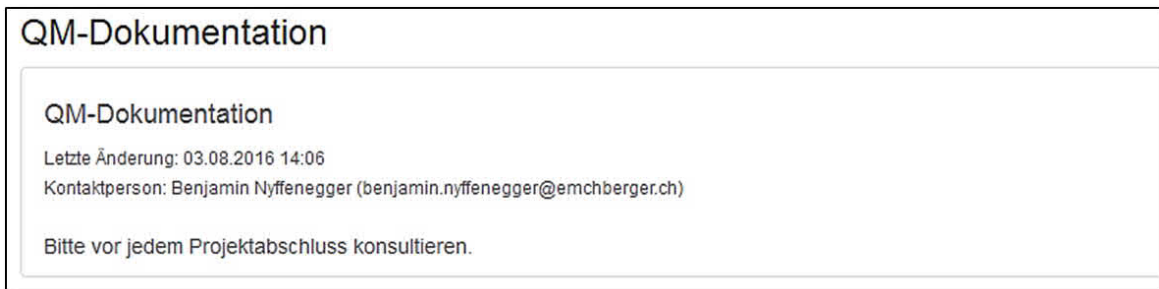 QM-Dokumentation
QM-Dokumentation
Letzte Änderung: 03.08.2016 14:06
Kontaktperson: Benjamin Nyffenegger (benjamin.nyffenegger@emchberger.ch)
Bitte vor jedem Projektabschluss konsultieren.